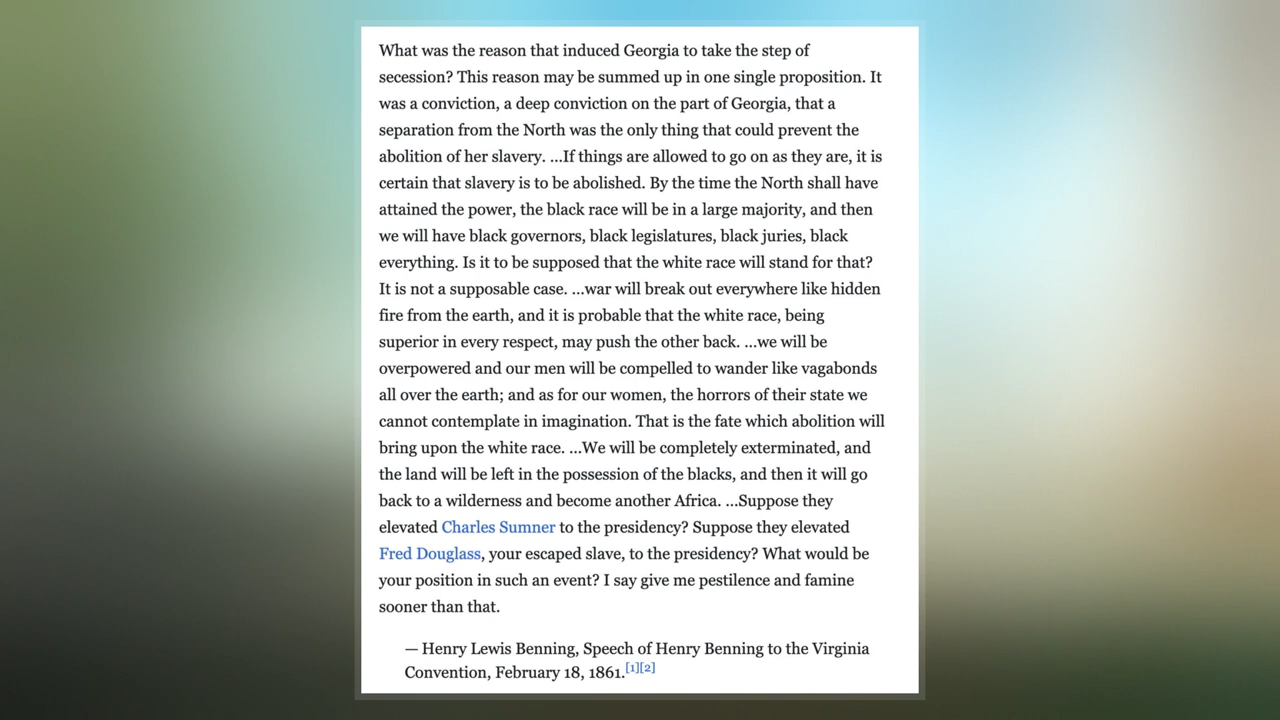 What was the reason that induced Georgia to take the step of
secession? This reason may be summed up in one single proposition. It
was a conviction, a deep conviction on the part of Georgia, that a
separation from the North was the only thing that could prevent the
abolition of her slavery. ...If things are allowed to go on as they are, it is
certain that slavery is to be abolished. By the time the North shall have
attained the power, the black race will be in a large majority, and then
we will have black governors, black legislatures, black juries, black
everything. Is it to be supposed that the white race will stand for that?
It is not a supposable case. ...war will break out everywhere like hidden
fire from the earth, and it is probable that the white race, being
superior in every respect, may push the other back. ...we will be
overpowered and our men will be compelled to wander like vagabonds
all over the earth; and as for our women, the horrors of their state we
cannot contemplate in imagination. That is the fate which abolition will
bring upon the white race. ...We will be completely exterminated, and
the land will be left in the possession of the blacks, and then it will go
back to a wilderness and become another Africa. ...Suppose they
elevated Charles Sumner to the presidency? Suppose they elevated
Fred Douglass, your escaped slave, to the presidency? What would be
your position in such an event? I say give me pestilence and famine
sooner than that.
— Henry Lewis Benning, Speech of Henry Benning to the Virginia
Convention, February 18, 1861.[1][2]